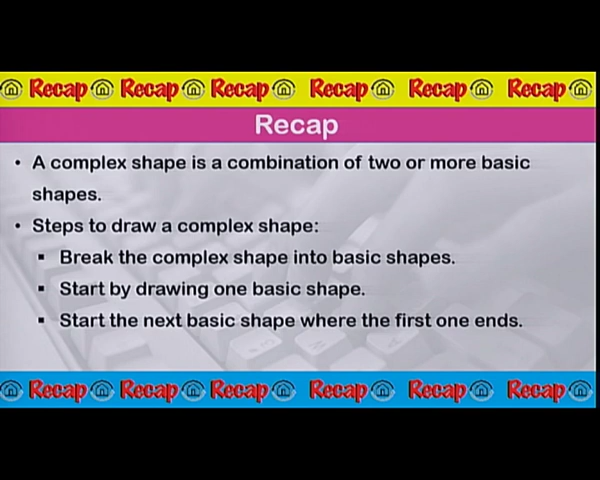 Recap Recap Recap Recap Recap Recap
Recap
• A complex shape is a combination of two or more basic
shapes.
• Steps to draw a complex shape:
▪ Break the complex shape into basic shapes.
▪ Start by drawing one basic shape.
▪ Start the next basic shape where the first one ends.
Recap Recap Recap Recap Recap Recap